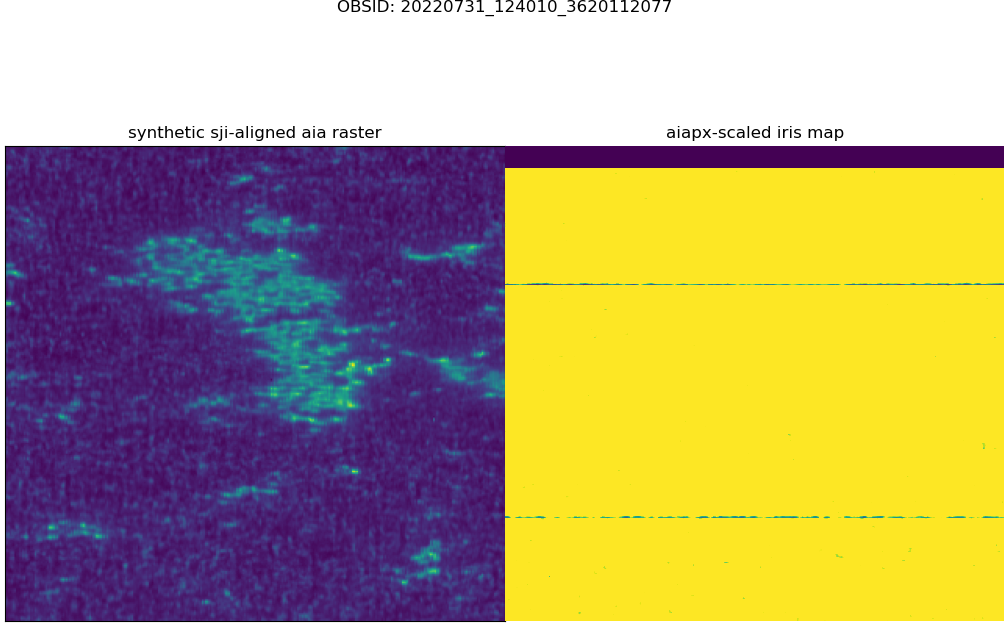 OBSID: 20220731_124010_3620112077
synthetic sji-aligned aia raster
aiapx-scaled iris map